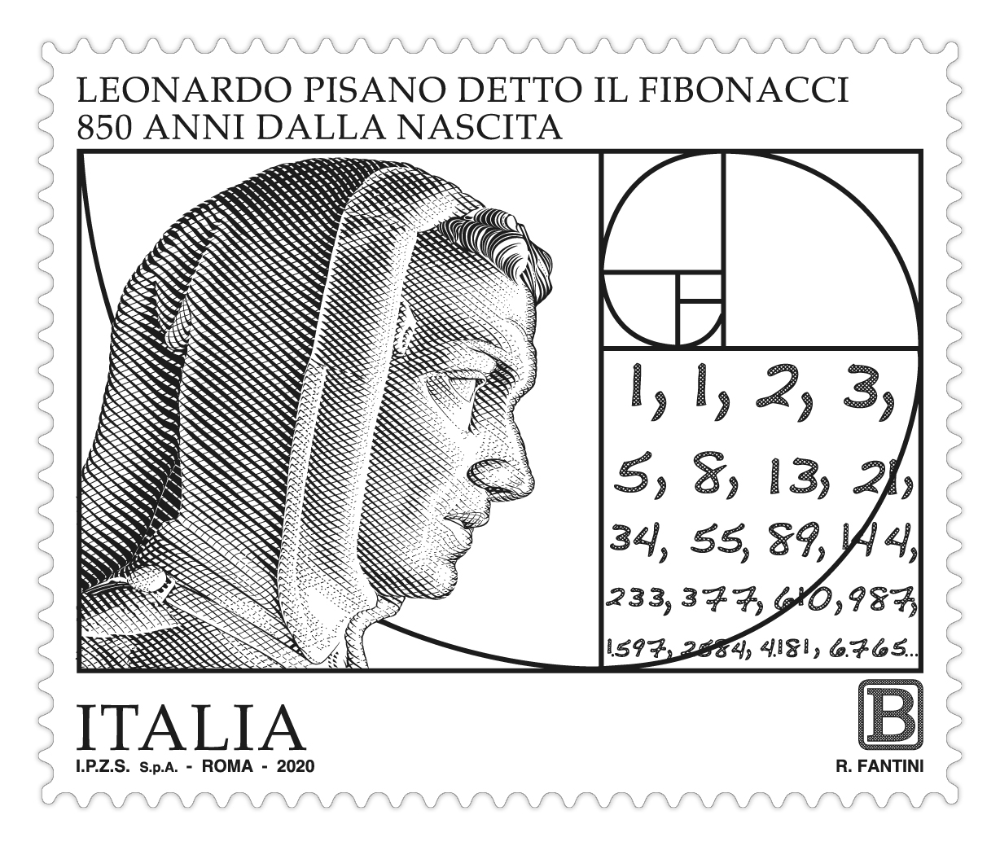 LEONARDO PISANO DETTO IL FIBONACCI
850 ANNI DALLA NASCITA
1, 1, 2, 3,
5, 8, 13, 21,
34, 55, 89, 144,
233, 377, 610, 987,
1.597, 2584, 4.181, 6.765...
ITALIA
B
I.P.Z.S. S.p.A. - ROMA - 2020
R. FANTINI